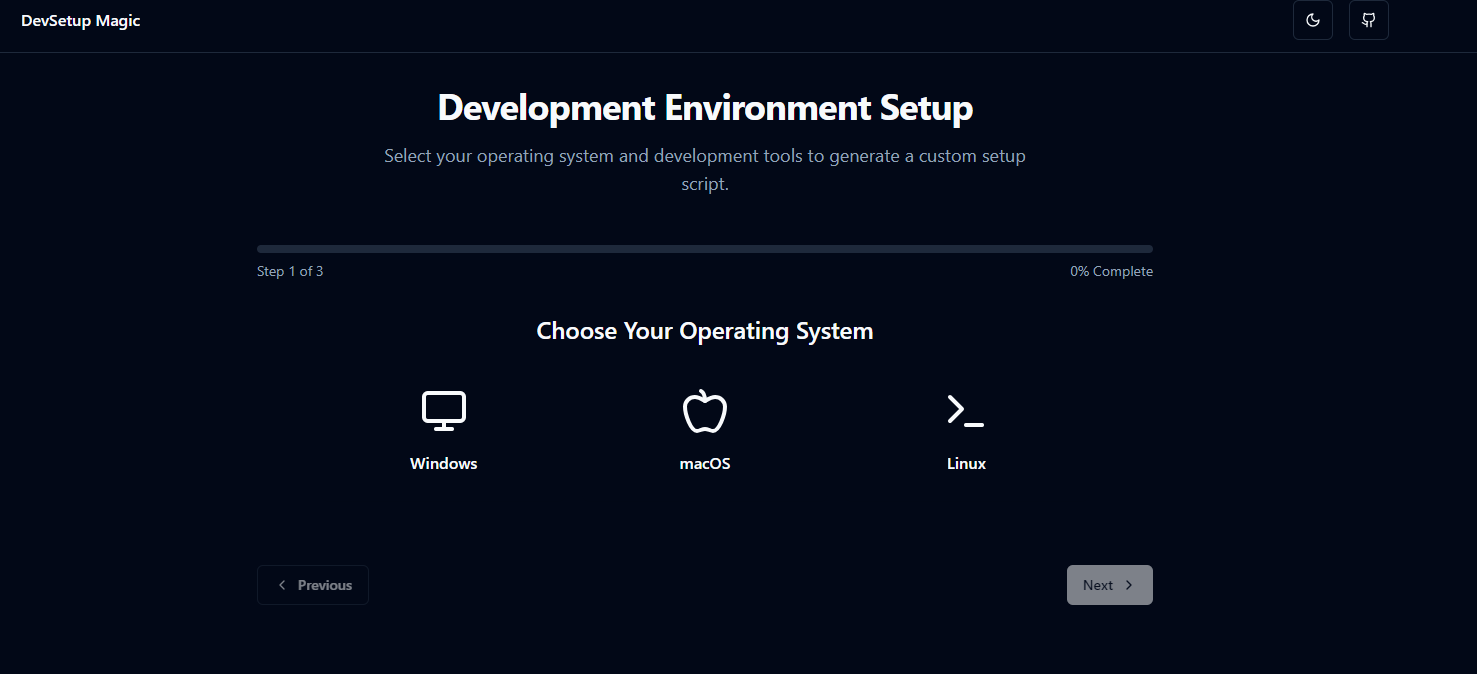 DevSetup Magic
Development Environment Setup
Select your operating system and development tools to generate a custom setup
script.
Step 1 of 3
0% Complete
Choose Your Operating System
Windows
macOS
Linux
Previous
Next